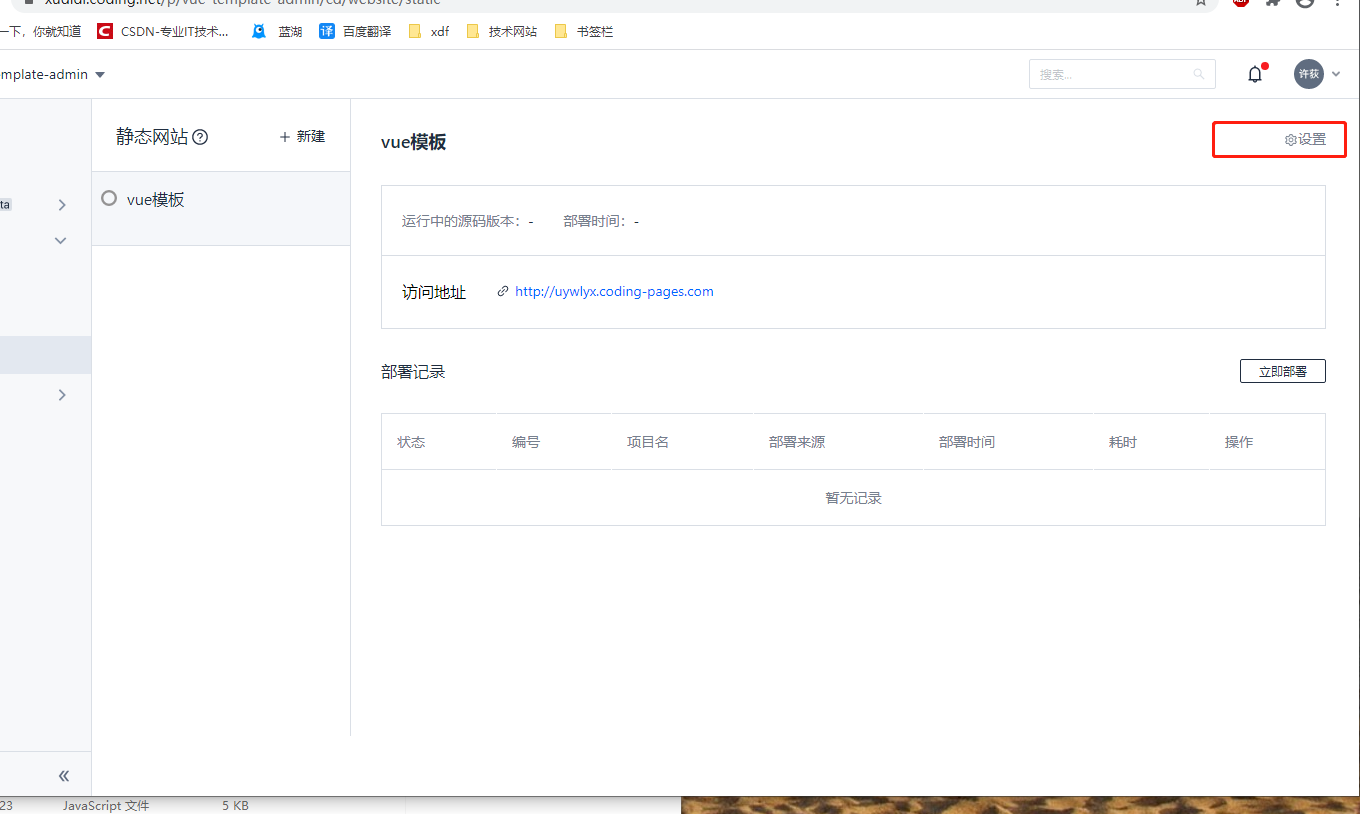 xudidi.coding.net/p/vue-template-admin/cd/website/static
一下，你就知道
CSDN-专业IT技术...
蓝湖
译 百度翻译
xdf
技术网站
书签栏
mplate-admin
搜索...
许荻
静态网站
+ 新建
vue模板
设置
ta
vue模板
运行中的源码版本：-
部署时间：-
访问地址
http://uywlyx.coding-pages.com
部署记录
立即部署
状态 编号 项目名 部署来源 部署时间 耗时 操作
暂无记录
23 JavaScript 文件 5 KB